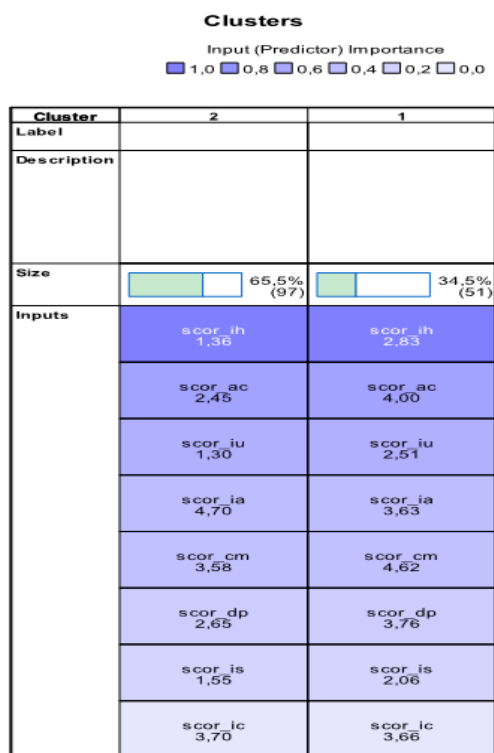 Clusters
Input (Predictor) Importance
1,0 0,8 0,6 0,4 0,2 0,0
Cluster 2 1
Label
Description
Size 65,5% (97) 34,5% (51)
Inputs
scor_ih scor_ih
1,36 2,83
scor_ac scor_ac
2,45 4,00
scor_iu scor_iu
1,30 2,51
scor_ia scor_ia
4,70 3,63
scor_cm scor_cm
3,58 4,62
scor_dp scor_dp
2,65 3,76
scor_is scor_is
1,55 2,06
scor_ic scor_ic
3,70 3,66